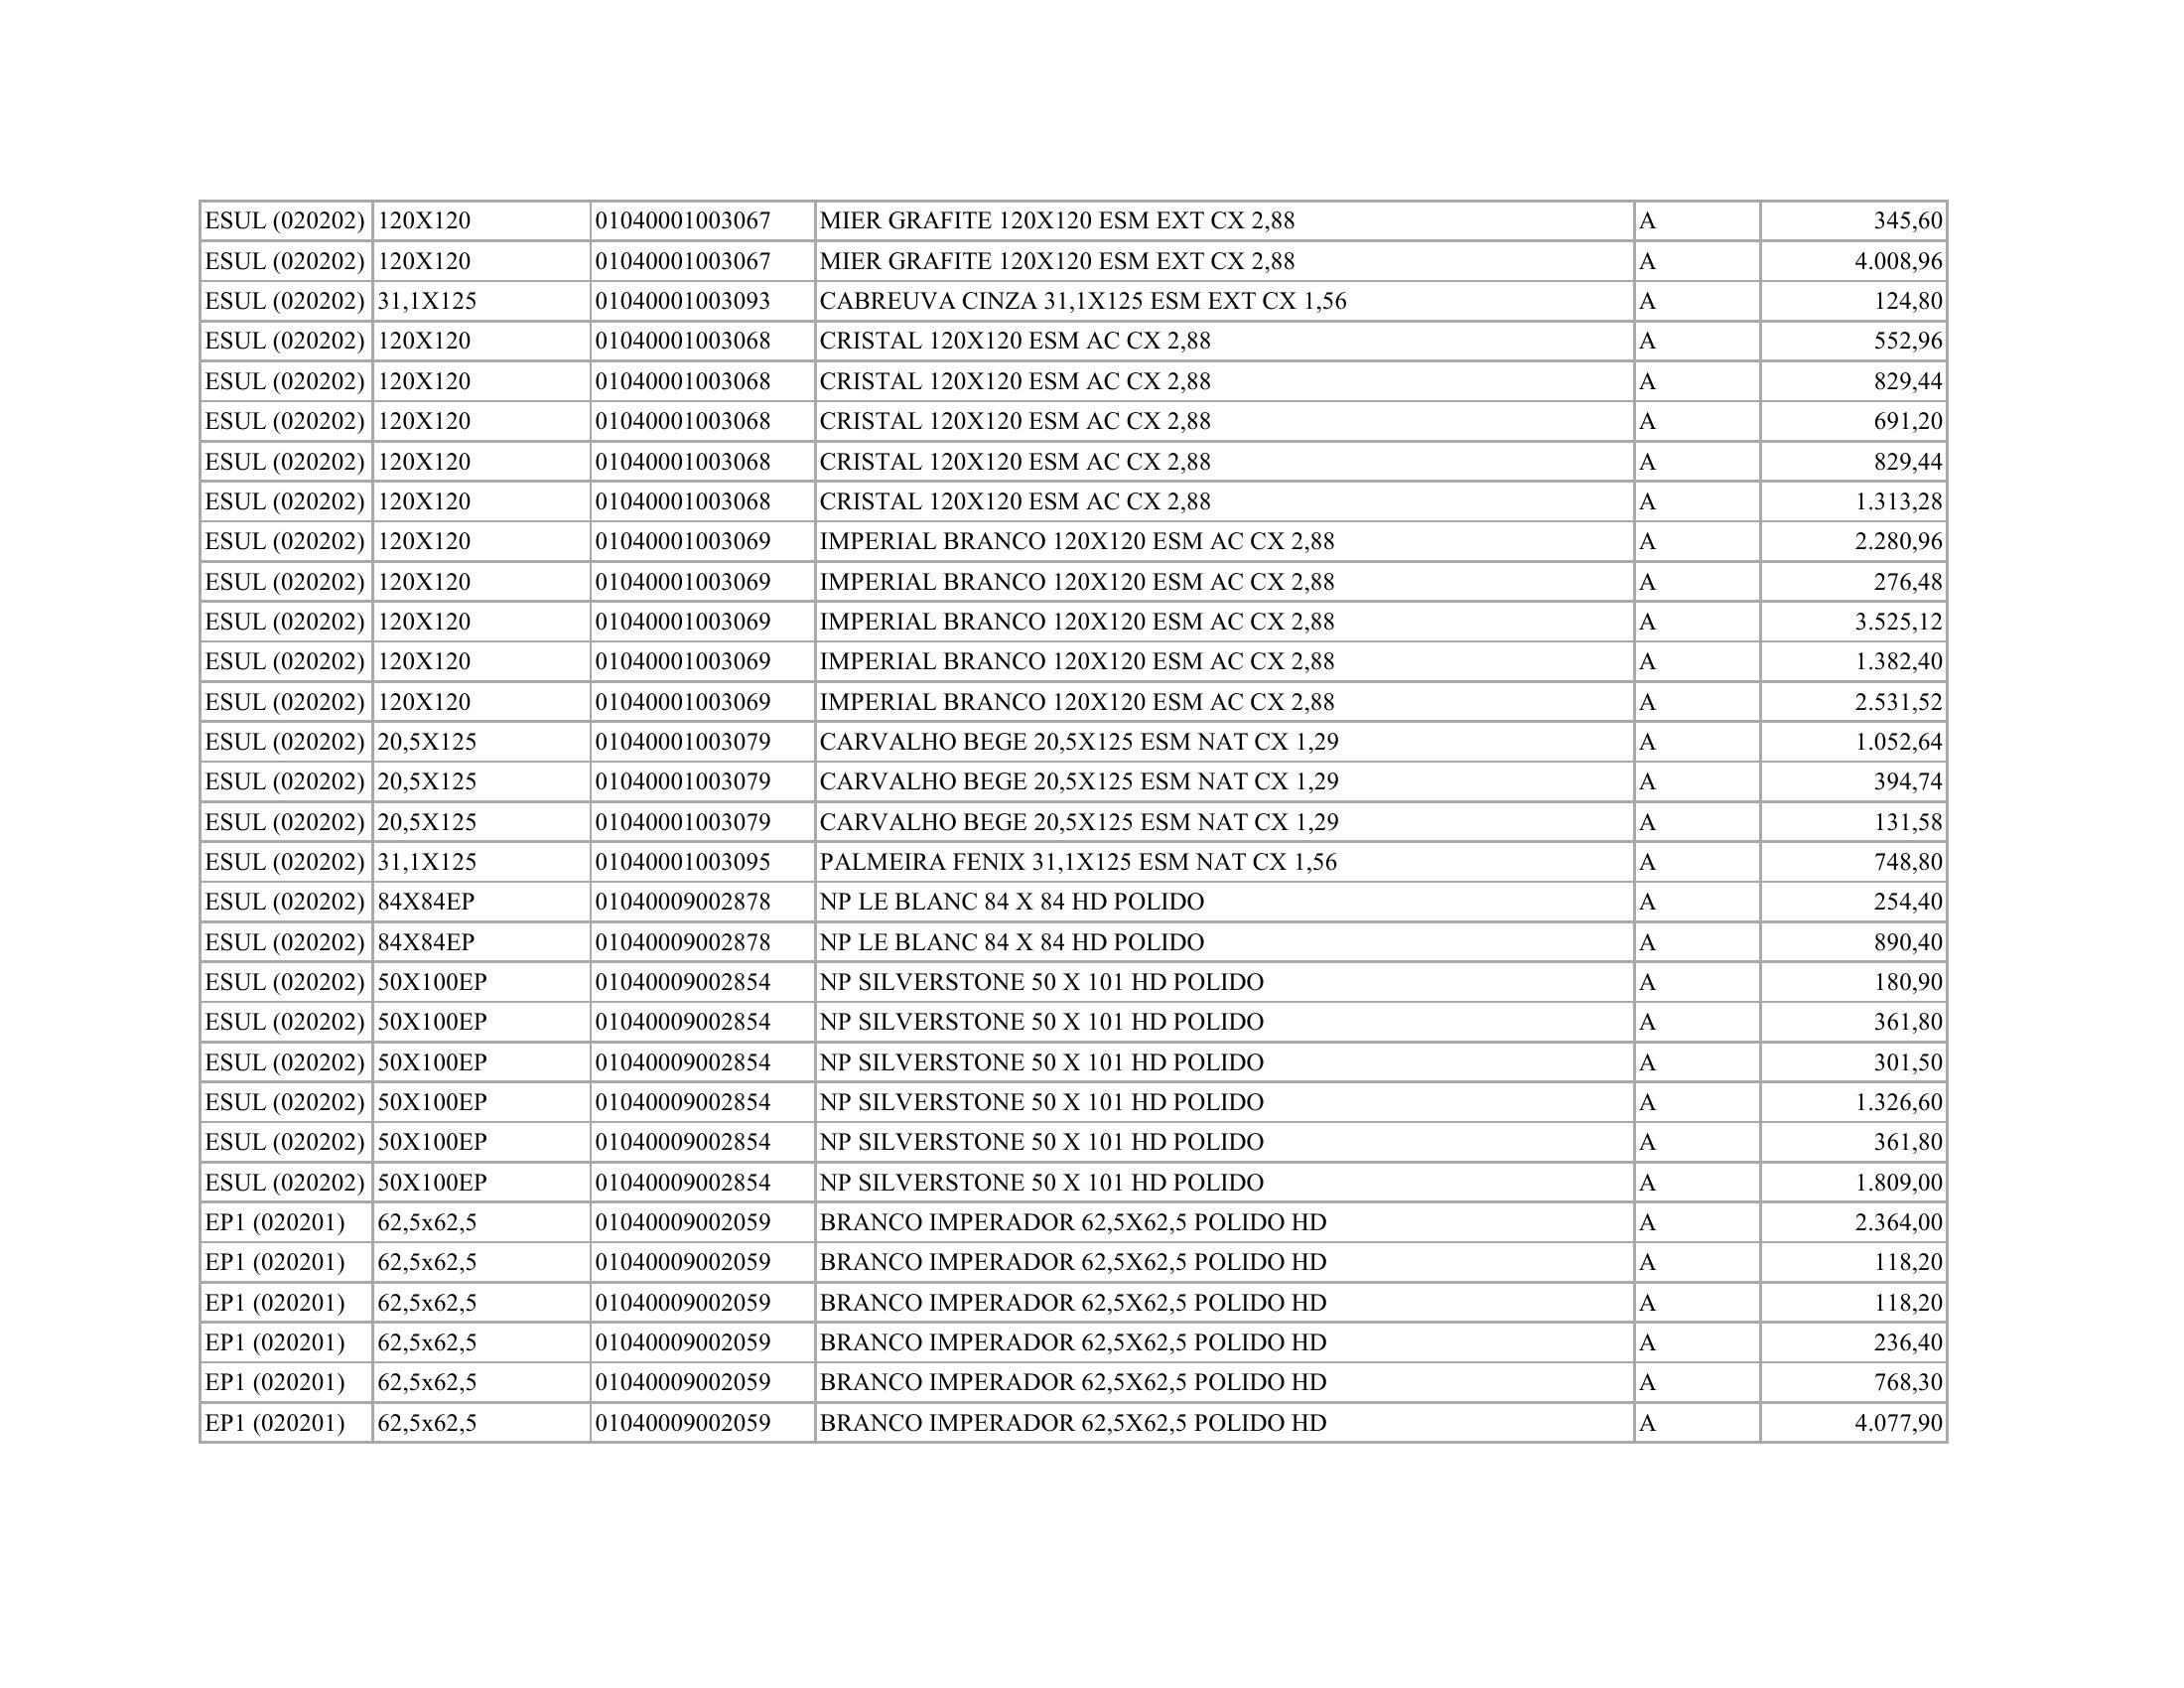 ESUL (020202) 120X120 01040001003067 MIER GRAFITE 120X120 ESM EXT CX 2,88 A 345,60
ESUL (020202) 120X120 01040001003067 MIER GRAFITE 120X120 ESM EXT CX 2,88 A 4.008,96
ESUL (020202) 31,1X125 01040001003093 CABREUVA CINZA 31,1X125 ESM EXT CX 1,56 A 124,80
ESUL (020202) 120X120 01040001003068 CRISTAL 120X120 ESM AC CX 2,88 A 552,96
ESUL (020202) 120X120 01040001003068 CRISTAL 120X120 ESM AC CX 2,88 A 829,44
ESUL (020202) 120X120 01040001003068 CRISTAL 120X120 ESM AC CX 2,88 A 691,20
ESUL (020202) 120X120 01040001003068 CRISTAL 120X120 ESM AC CX 2,88 A 829,44
ESUL (020202) 120X120 01040001003068 CRISTAL 120X120 ESM AC CX 2,88 A 1.313,28
ESUL (020202) 120X120 01040001003069 IMPERIAL BRANCO 120X120 ESM AC CX 2,88 A 2.280,96
ESUL (020202) 120X120 01040001003069 IMPERIAL BRANCO 120X120 ESM AC CX 2,88 A 276,48
ESUL (020202) 120X120 01040001003069 IMPERIAL BRANCO 120X120 ESM AC CX 2,88 A 3.525,12
ESUL (020202) 120X120 01040001003069 IMPERIAL BRANCO 120X120 ESM AC CX 2,88 A 1.382,40
ESUL (020202) 120X120 01040001003069 IMPERIAL BRANCO 120X120 ESM AC CX 2,88 A 2.531,52
ESUL (020202) 20,5X125 01040001003079 CARVALHO BEGE 20,5X125 ESM NAT CX 1,29 A 1.052,64
ESUL (020202) 20,5X125 01040001003079 CARVALHO BEGE 20,5X125 ESM NAT CX 1,29 A 394,74
ESUL (020202) 20,5X125 01040001003079 CARVALHO BEGE 20,5X125 ESM NAT CX 1,29 A 131,58
ESUL (020202) 31,1X125 01040001003095 PALMEIRA FENIX 31,1X125 ESM NAT CX 1,56 A 748,80
ESUL (020202) 84X84EP 01040009002878 NP LE BLANC 84 X 84 HD POLIDO A 254,40
ESUL (020202) 84X84EP 01040009002878 NP LE BLANC 84 X 84 HD POLIDO A 890,40
ESUL (020202) 50X100EP 01040009002854 NP SILVERSTONE 50 X 101 HD POLIDO A 180,90
ESUL (020202) 50X100EP 01040009002854 NP SILVERSTONE 50 X 101 HD POLIDO A 361,80
ESUL (020202) 50X100EP 01040009002854 NP SILVERSTONE 50 X 101 HD POLIDO A 301,50
ESUL (020202) 50X100EP 01040009002854 NP SILVERSTONE 50 X 101 HD POLIDO A 1.326,60
ESUL (020202) 50X100EP 01040009002854 NP SILVERSTONE 50 X 101 HD POLIDO A 361,80
ESUL (020202) 50X100EP 01040009002854 NP SILVERSTONE 50 X 101 HD POLIDO A 1.809,00
EP1 (020201) 62,5x62,5 01040009002059 BRANCO IMPERADOR 62,5X62,5 POLIDO HD A 2.364,00
EP1 (020201) 62,5x62,5 01040009002059 BRANCO IMPERADOR 62,5X62,5 POLIDO HD A 118,20
EP1 (020201) 62,5x62,5 01040009002059 BRANCO IMPERADOR 62,5X62,5 POLIDO HD A 118,20
EP1 (020201) 62,5x62,5 01040009002059 BRANCO IMPERADOR 62,5X62,5 POLIDO HD A 236,40
EP1 (020201) 62,5x62,5 01040009002059 BRANCO IMPERADOR 62,5X62,5 POLIDO HD A 768,30
EP1 (020201) 62,5x62,5 01040009002059 BRANCO IMPERADOR 62,5X62,5 POLIDO HD A 4.077,90